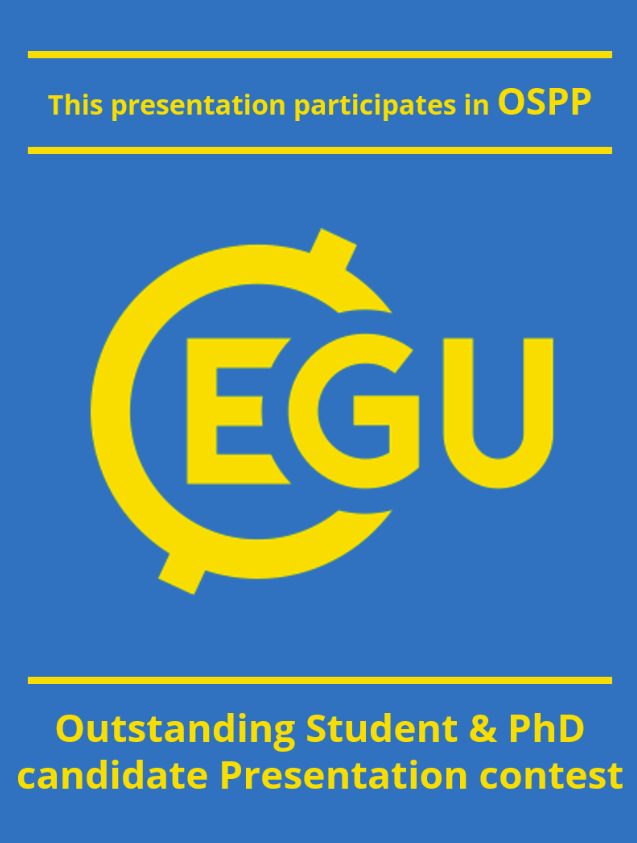 This presentation participates in OSPP
EGU
Outstanding Student & PhD
candidate Presentation contest